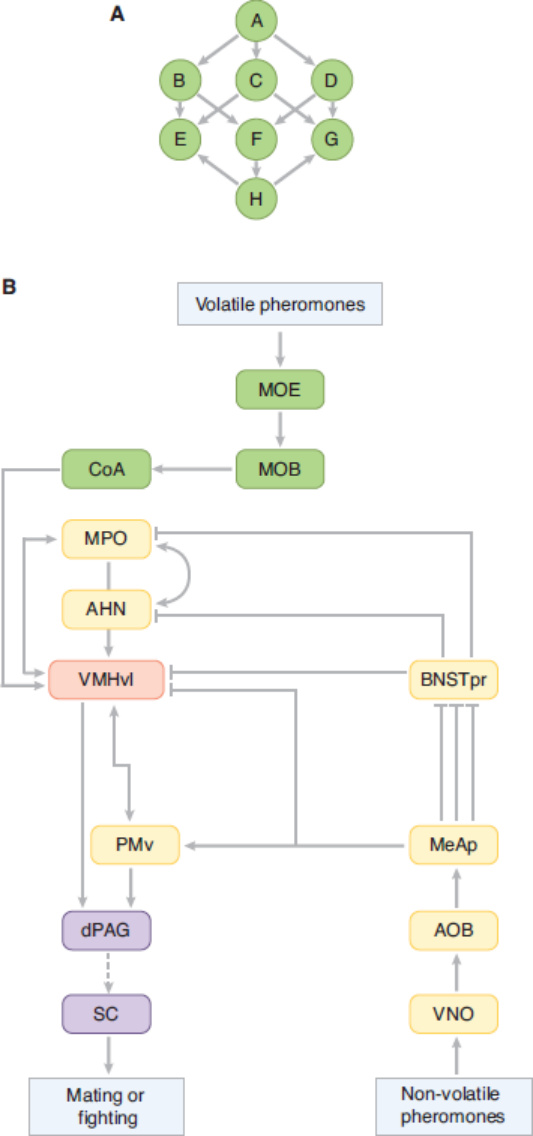 A
A
B
C
D
E
F
G
H
B
Volatile pheromones
MOE
CoA
MOB
MPO
AHN
VMHvl
BNSTpr
PMv
MeAp
dPAG
AOB
SC
VNO
Mating or
fighting
Non-volatile
pheromones